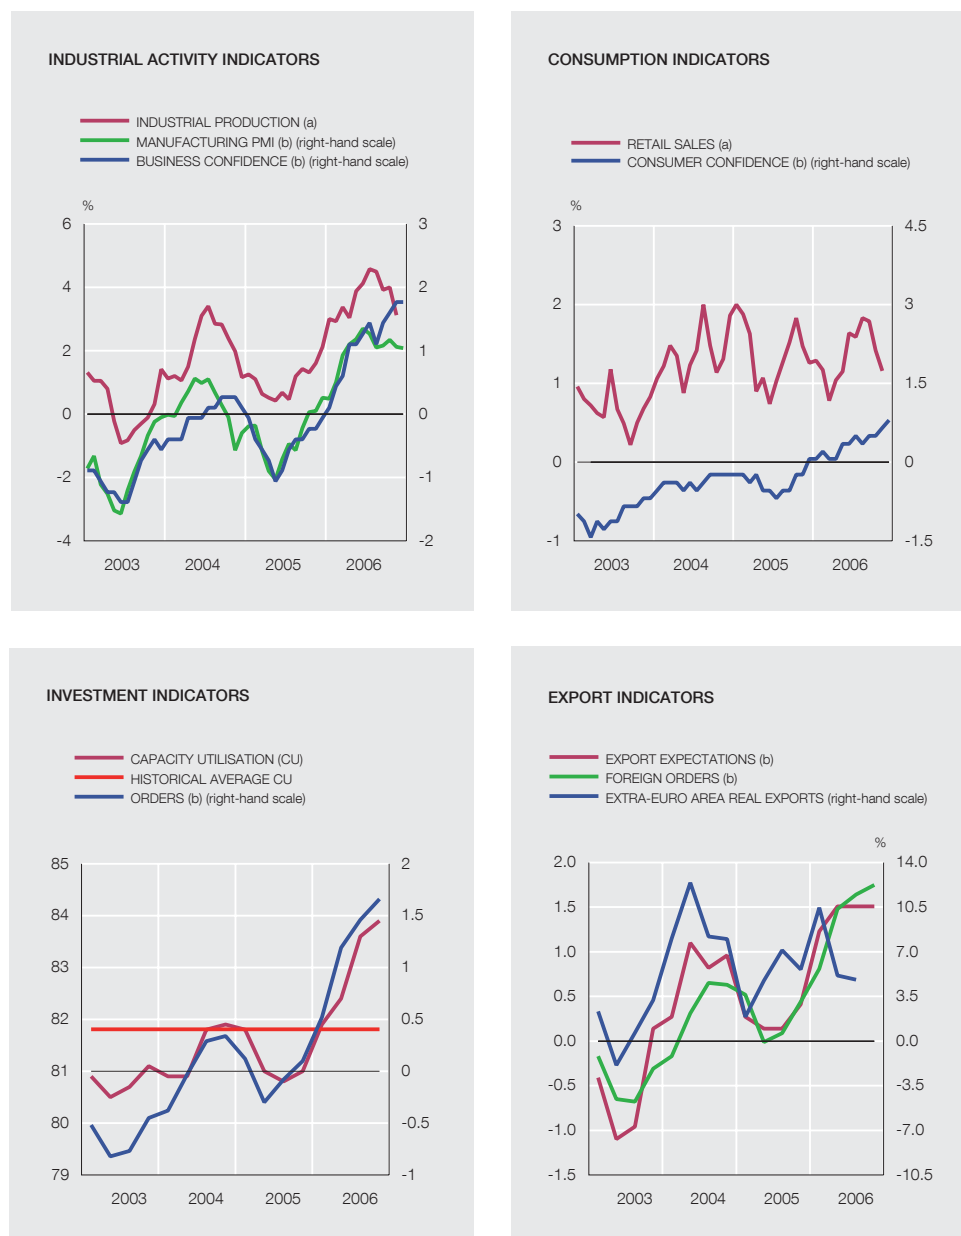 INDUSTRIAL ACTIVITY INDICATORS
INDUSTRIAL PRODUCTION (a)
MANUFACTURING PMI (b) (right-hand scale)
BUSINESS CONFIDENCE (b) (right-hand scale)
%
6 3
4 2
2 1
0 0
-2 -1
-4 -2
2003 2004 2005 2006
CONSUMPTION INDICATORS
RETAIL SALES (a)
CONSUMER CONFIDENCE (b) (right-hand scale)
%
3 4.5
2 3
1 1.5
0 0
-1 -1.5
2003 2004 2005 2006
INVESTMENT INDICATORS
CAPACITY UTILISATION (CU)
HISTORICAL AVERAGE CU
ORDERS (b) (right-hand scale)
85 2
84 1.5
83 1
82 0.5
81 0
80 -0.5
79 -1
2003 2004 2005 2006
EXPORT INDICATORS
EXPORT EXPECTATIONS (b)
FOREIGN ORDERS (b)
EXTRA-EURO AREA REAL EXPORTS (right-hand scale)
%
2.0 14.0
1.5 10.5
1.0 7.0
0.5 3.5
0.0 0.0
-0.5 -3.5
-1.0 -7.0
-1.5 -10.5
2003 2004 2005 2006